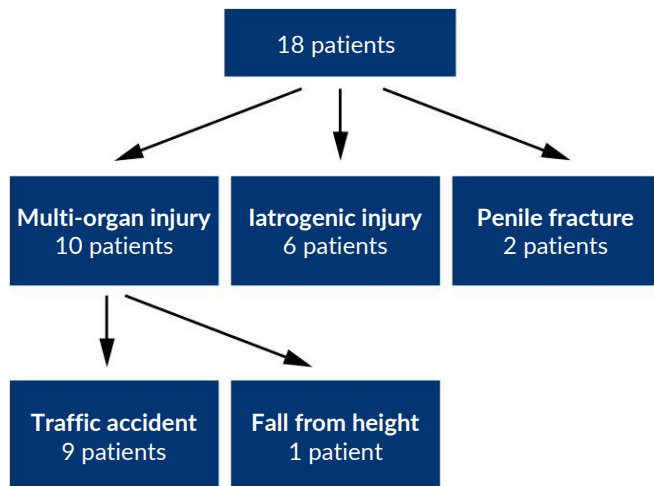 18 patients
Multi-organ injury
10 patients
Iatrogenic injury
6 patients
Penile fracture
2 patients
Traffic accident
9 patients
Fall from height
1 patient